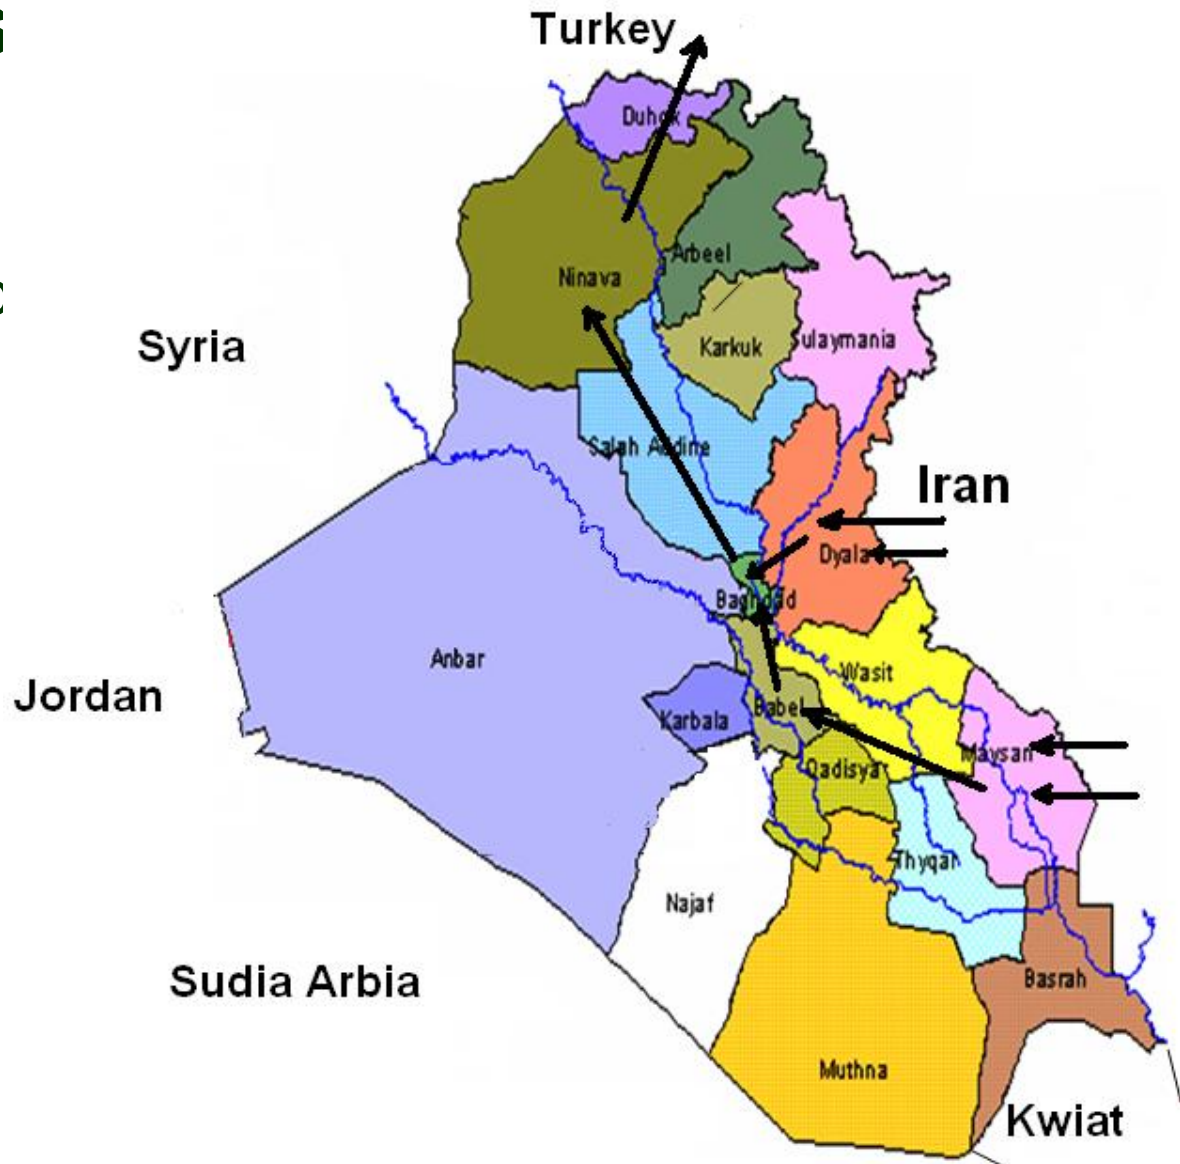 Turkey
Duhok
Arbeel
Ninava
Karkuk
Sulaymania
Syria
Salah Addine
Iran
Dyala
Baghdad
Anbar
Wasit
Jordan
Karbala
Babel
Maysan
Qadisya
Thyqar
Najaf
Sudia Arbia
Basrah
Muthna
Kwiat